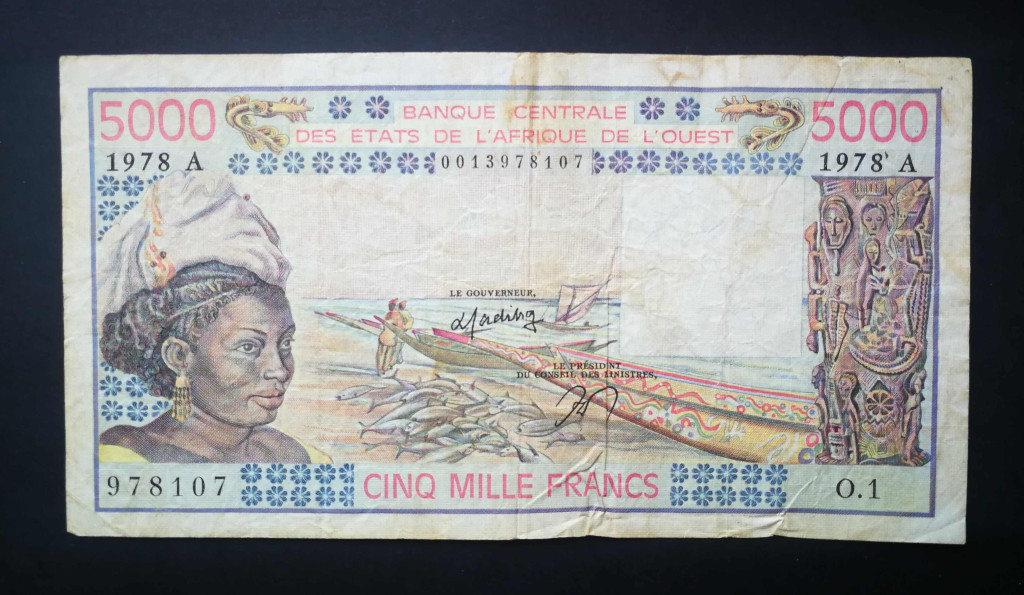 5000
BANQUE CENTRALE
DES ETATS DE L'AFRIQUE DE L'OUEST
5000
1978 A
0013978107
1978 A
LE GOUVERNEUR,
LE PRÉSIDENT
DU CONSEIL DES MINISTRES,
978107
CINQ MILLE FRANCS
O.1